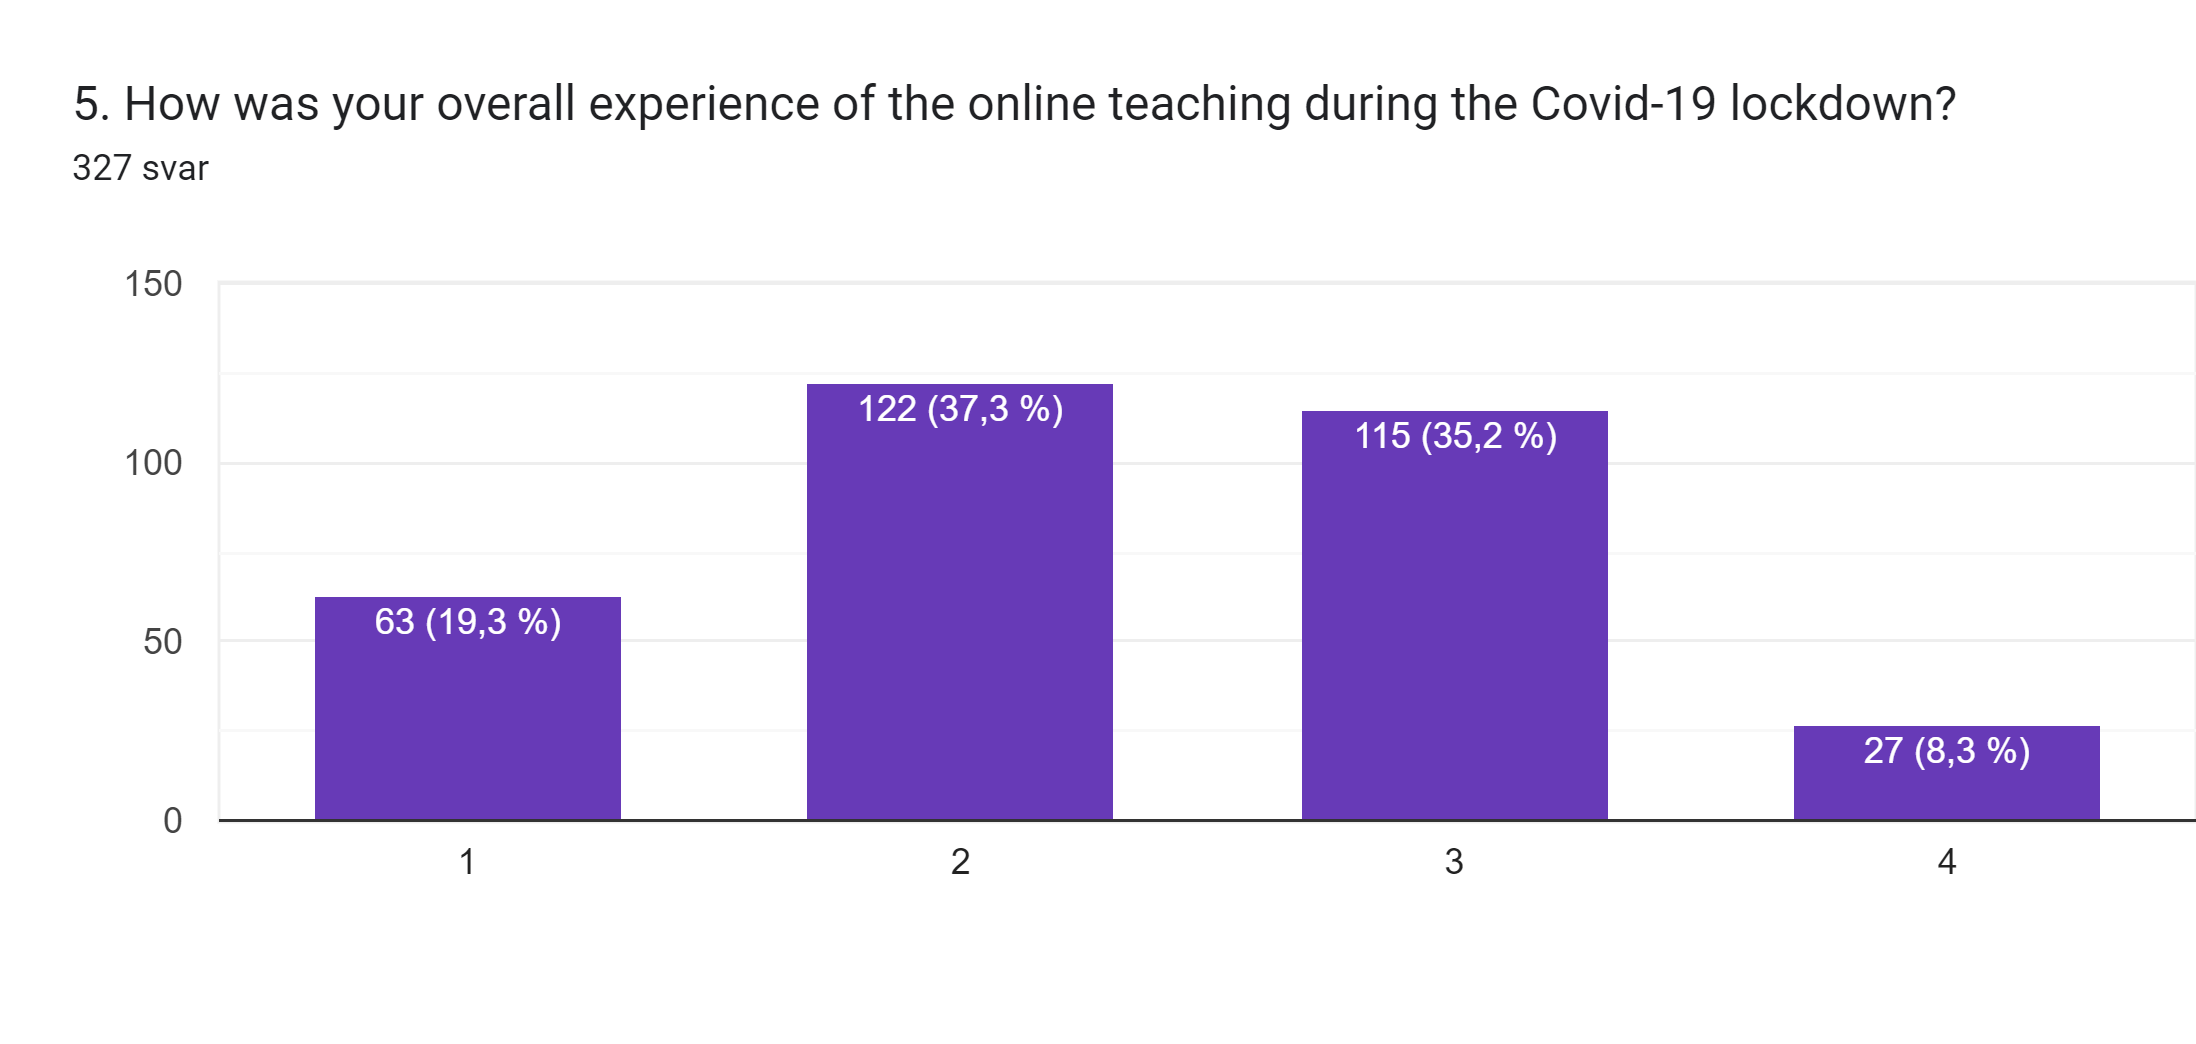 5. How was your overall experience of the online teaching during the Covid-19 lockdown?
327 svar
150
100
50
0
63 (19,3 %)
122 (37,3 %)
115 (35,2 %)
27 (8,3 %)
1
2
3
4